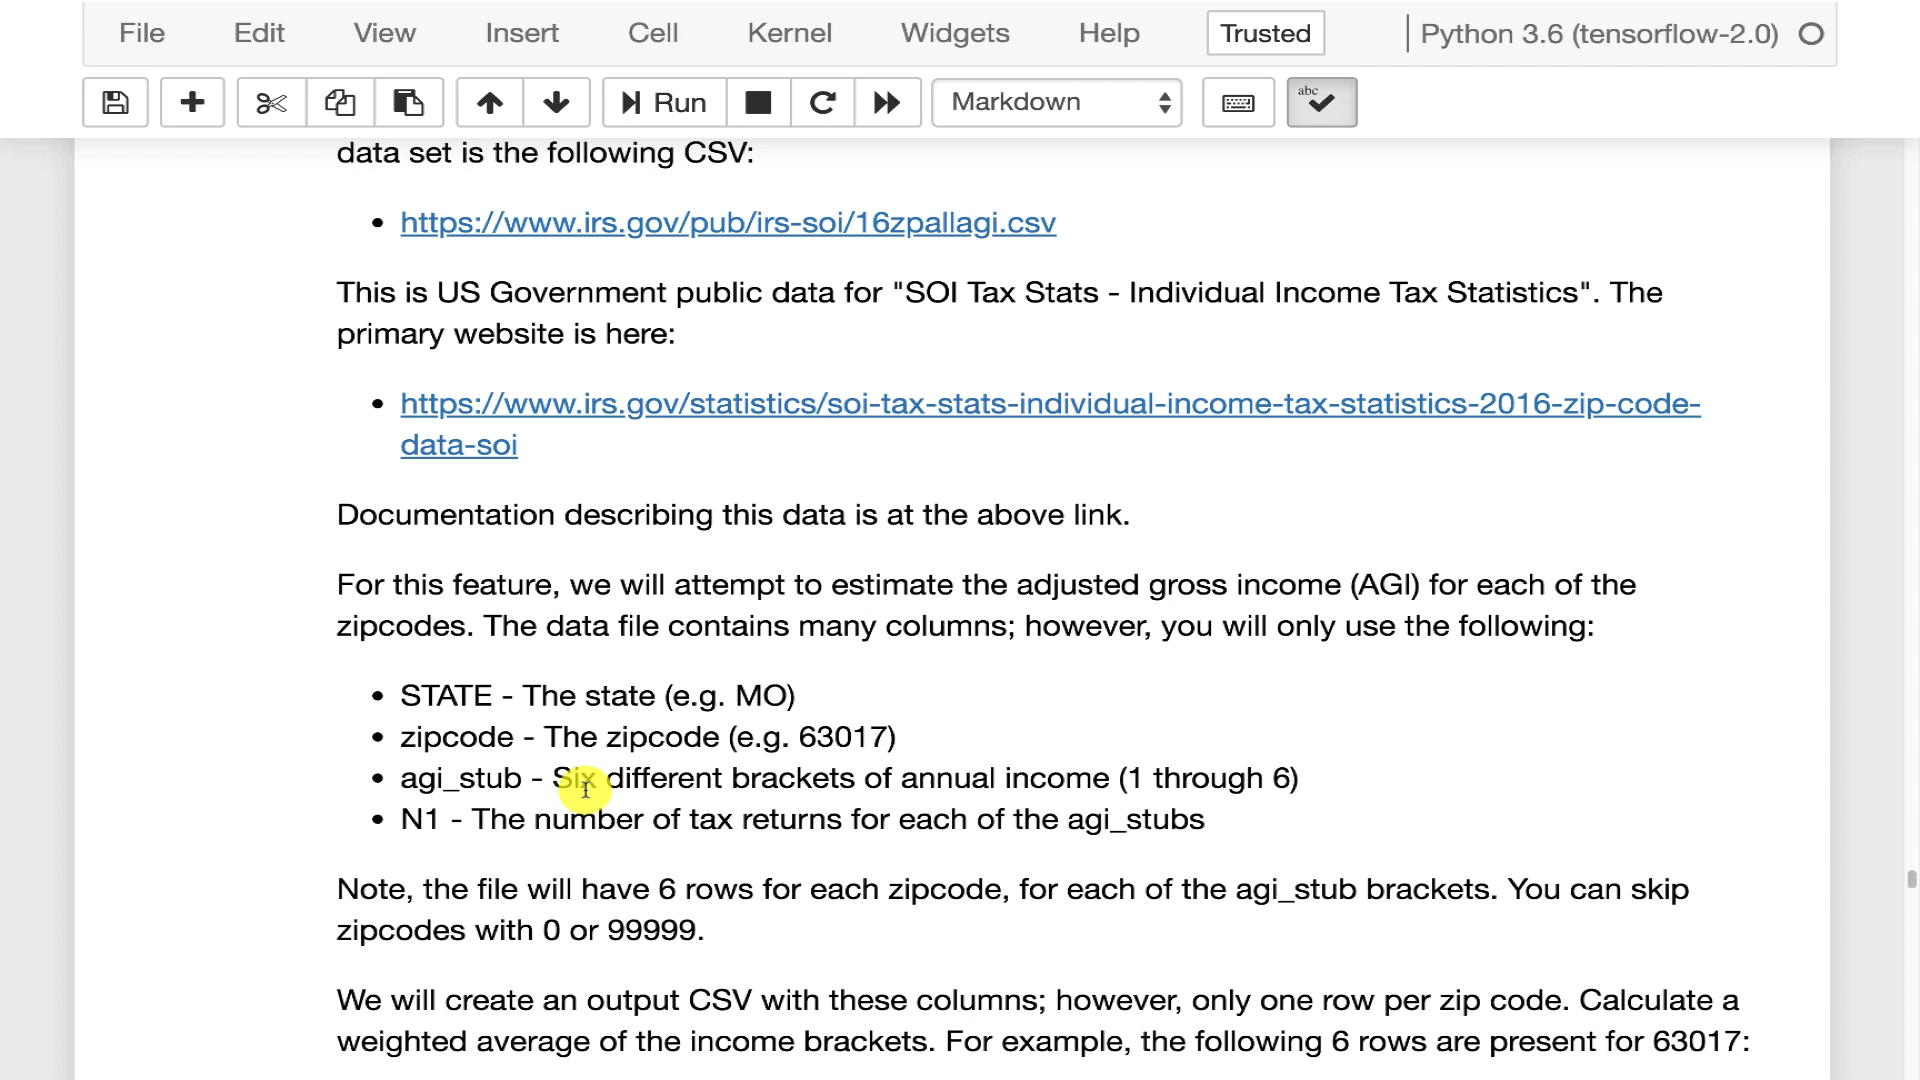 File Edit View Insert Cell Kernel Widgets Help Trusted Python 3.6 (tensorflow-2.0)
Run Markdown abc
data set is the following CSV:
• https://www.irs.gov/pub/irs-soi/16zpallagi.csv
This is US Government public data for "SOI Tax Stats - Individual Income Tax Statistics". The
primary website is here:
• https://www.irs.gov/statistics/soi-tax-stats-individual-income-tax-statistics-2016-zip-code-
data-soi
Documentation describing this data is at the above link.
For this feature, we will attempt to estimate the adjusted gross income (AGI) for each of the
zipcodes. The data file contains many columns; however, you will only use the following:
• STATE - The state (e.g. MO)
• zipcode - The zipcode (e.g. 63017)
• agi_stub - Six different brackets of annual income (1 through 6)
• N1 - The number of tax returns for each of the agi_stubs
Note, the file will have 6 rows for each zipcode, for each of the agi_stub brackets. You can skip
zipcodes with 0 or 99999.
We will create an output CSV with these columns; however, only one row per zip code. Calculate a
weighted average of the income brackets. For example, the following 6 rows are present for 63017: